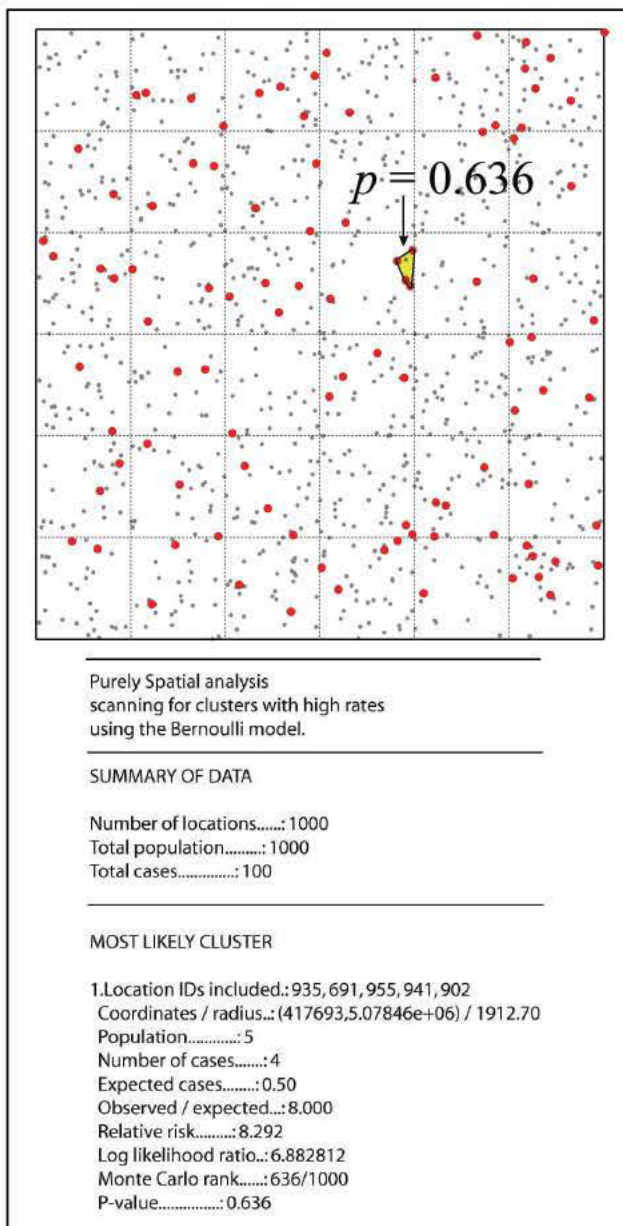 p = 0.636
Purely Spatial analysis
scanning for clusters with high rates
using the Bernoulli model.
SUMMARY OF DATA
Number of locations......: 1000
Total population.........: 1000
Total cases..............: 100
MOST LIKELY CLUSTER
1.Location IDs included.: 935, 691, 955, 941, 902
Coordinates / radius..: (417693,5.07846e+06) / 1912.70
Population............: 5
Number of cases.......: 4
Expected cases........: 0.50
Observed / expected...: 8.000
Relative risk.........: 8.292
Log likelihood ratio..: 6.882812
Monte Carlo rank......: 636/1000
P-value...............: 0.636